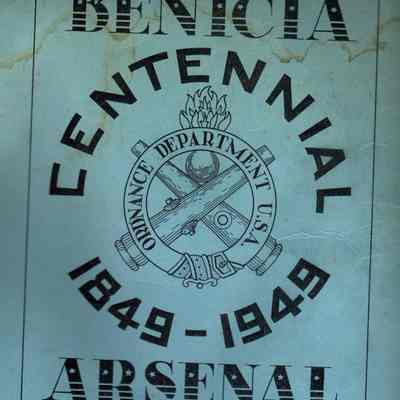 BENICIA
CENTENNIAL
ORDNANCE DEPARTMENT U.S.A.
1849-1949
ARSENAL